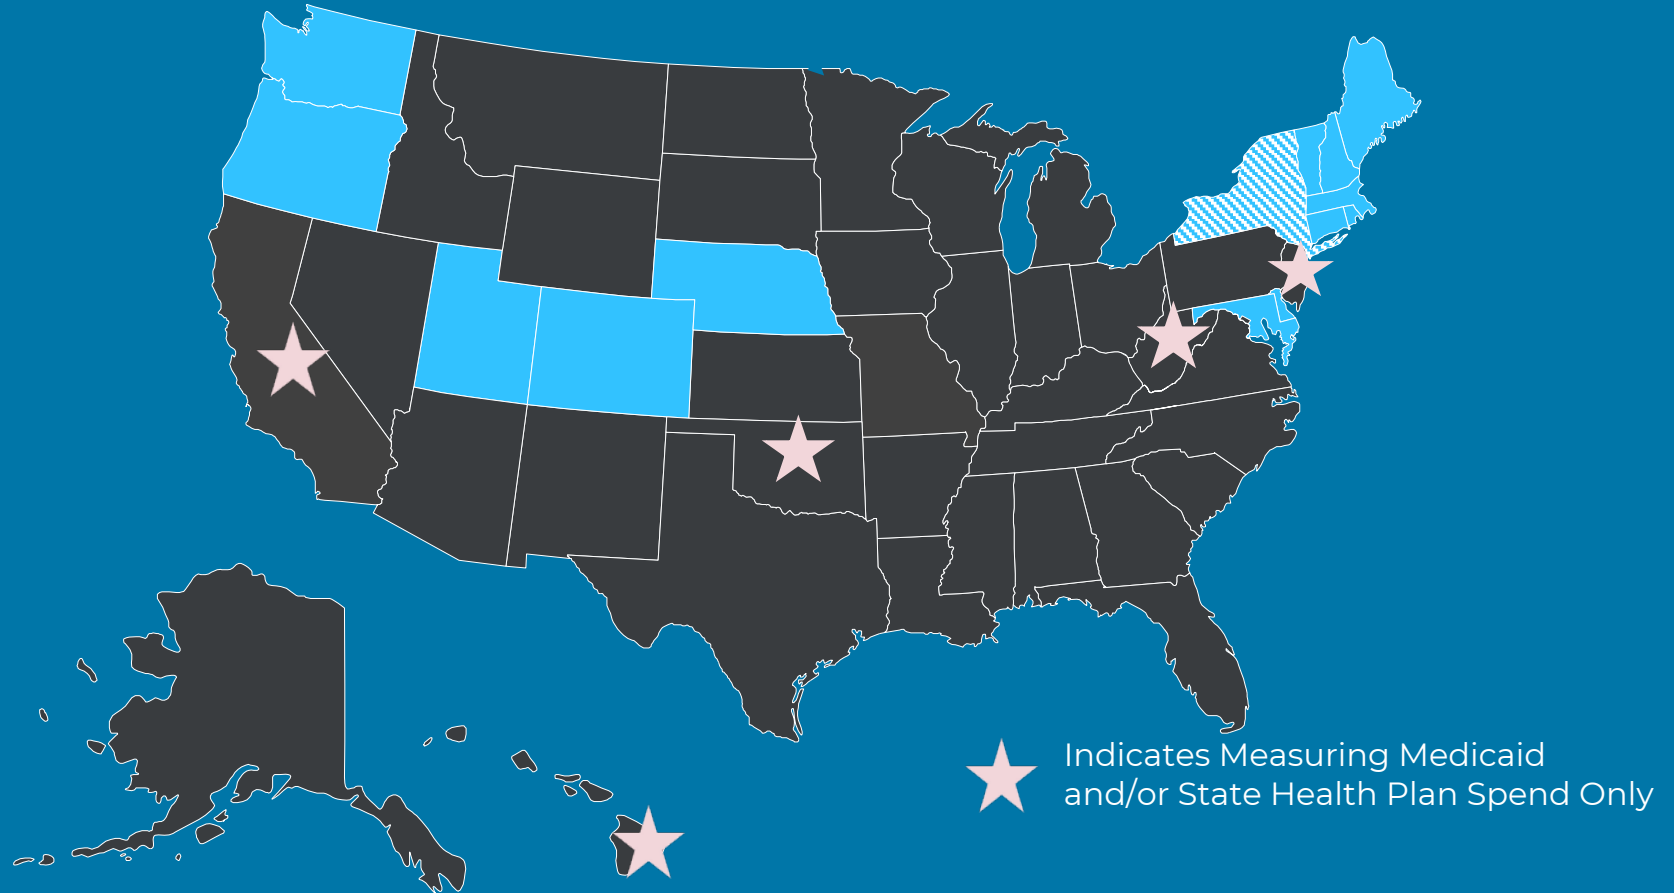 Indicates Measuring Medicaid
and/or State Health Plan Spend Only